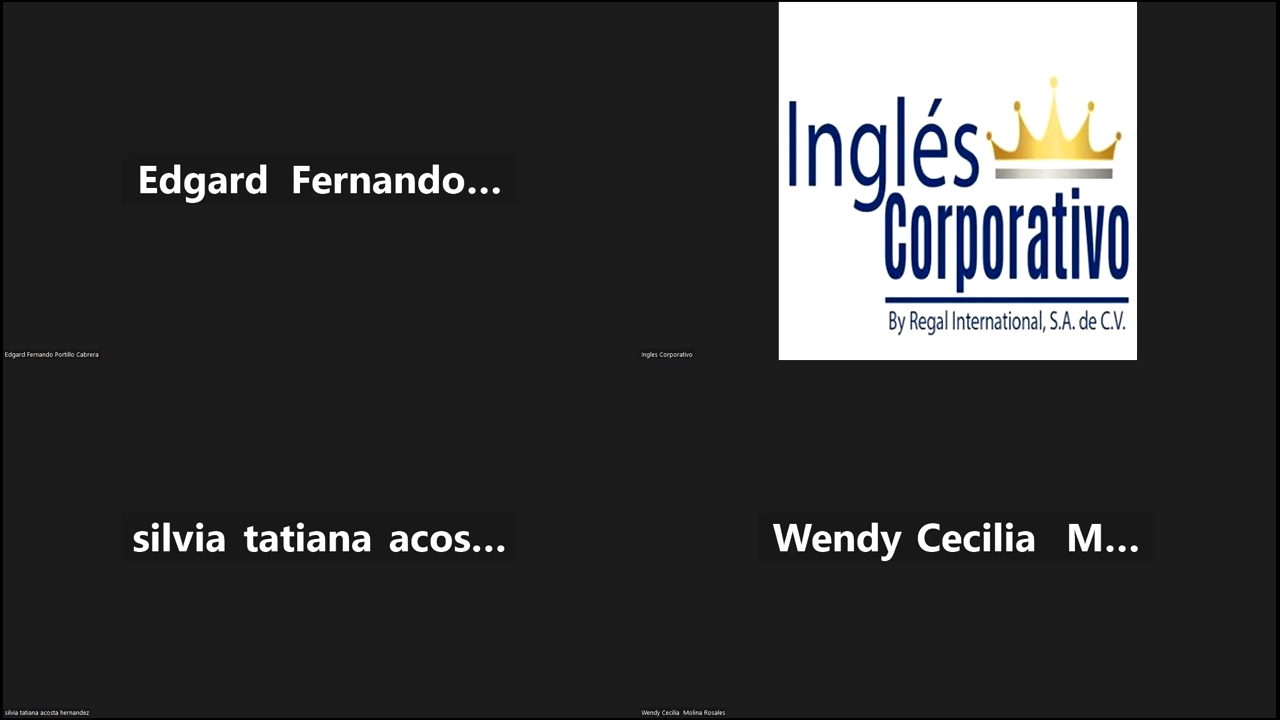 Edgard Fernando...
Edgard Fernando Portillo Cabrera
Inglés
Corporativo
By Regal International, S.A. de C.V.
Ingles Corporativo
silvia tatiana acos...
silvia tatiana acosta hernandez
Wendy Cecilia M...
Wendy Cecilia Molina Rosales